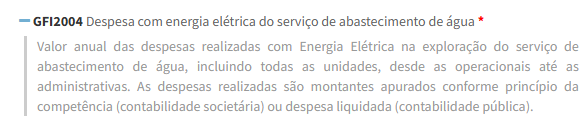 GFI2004 Despesa com energia elétrica do serviço de abastecimento de água *
Valor anual das despesas realizadas com Energia Elétrica na exploração do serviço de
abastecimento de água, incluindo todas as unidades, desde as operacionais até as
administrativas. As despesas realizadas são montantes apurados conforme princípio da
competência (contabilidade societária) ou despesa liquidada (contabilidade pública).